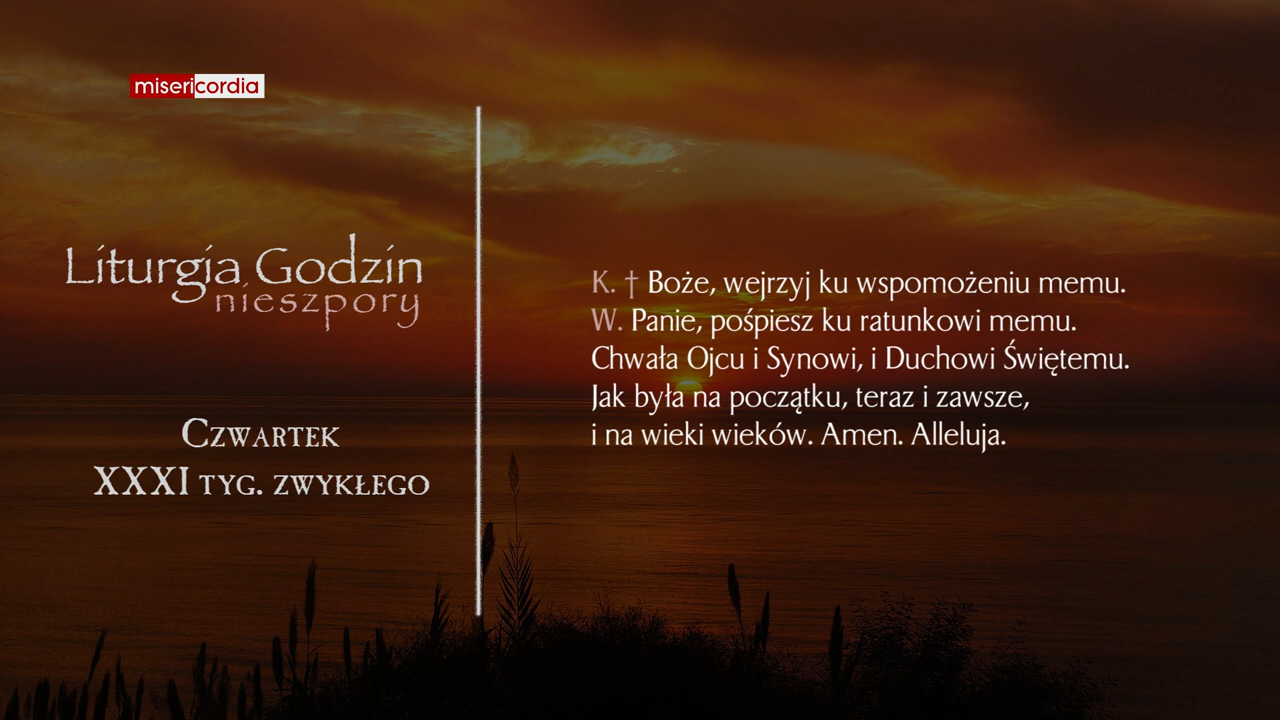 misericordia
Liturgia Godzin
nieszpory
Czwartek
XXXI tyg. zwykłego
K. † Boże, wejrzyj ku wspomożeniu memu.
W. Panie, pośpiesz ku ratunkowi memu.
Chwała Ojcu i Synowi, i Duchowi Świętemu.
Jak była na początku, teraz i zawsze,
i na wieki wieków. Amen. Alleluja.